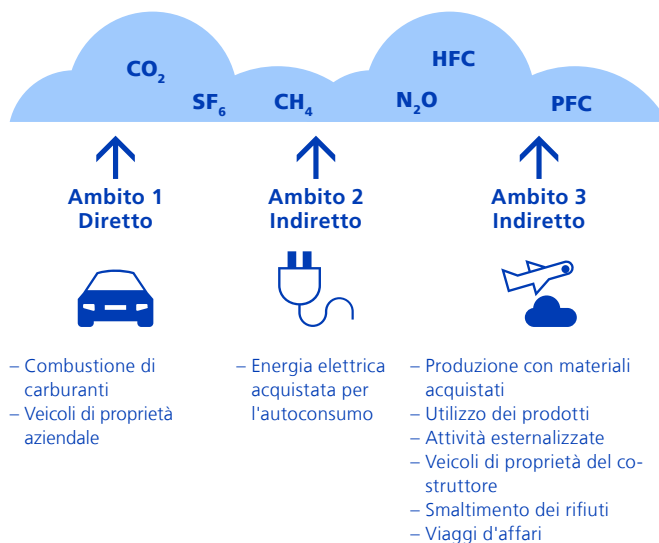 CO₂
HFC
SF₆
CH₄
N₂O
PFC
Ambito 1
Diretto
Ambito 2
Indiretto
Ambito 3
Indiretto
– Combustione di
carburanti
– Veicoli di proprietà
aziendale
– Energia elettrica
acquistata per
l'autoconsumo
– Produzione con materiali
acquistati
– Utilizzo dei prodotti
– Attività esternalizzate
– Veicoli di proprietà del co-
struttore
– Smaltimento dei rifiuti
– Viaggi d'affari